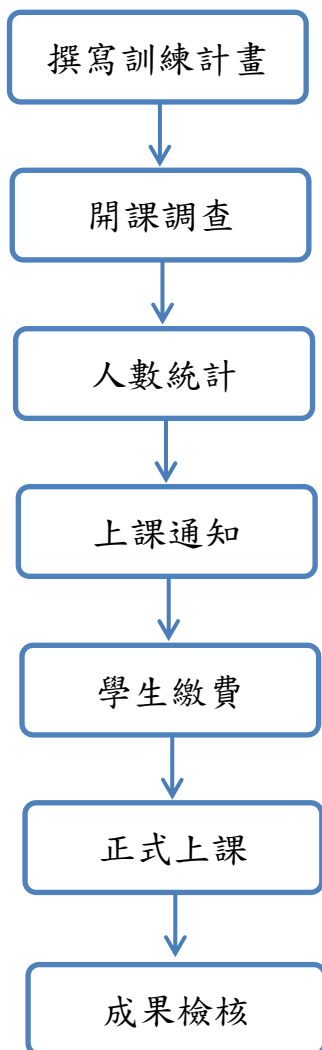 撰寫訓練計畫
開課調查
人數統計
上課通知
學生繳費
正式上課
成果檢核